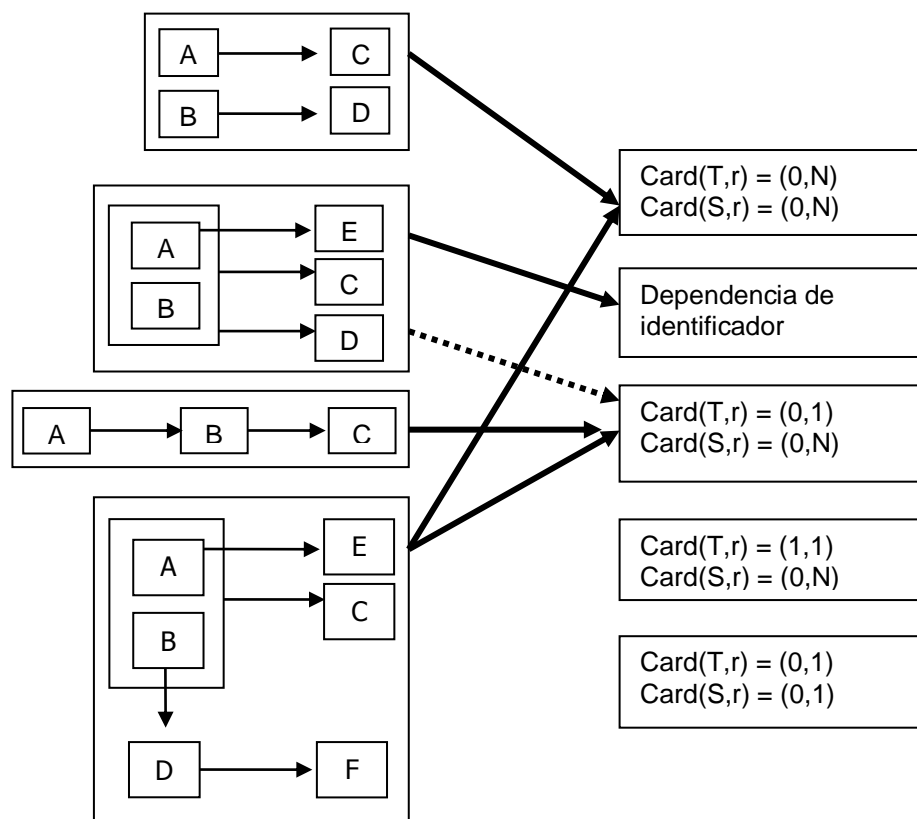 A C
B D
A E
C
B
D
A B C
A E
C
B
D F
Card(T,r) = (0,N)
Card(S,r) = (0,N)
Dependencia de
identificador
Card(T,r) = (0,1)
Card(S,r) = (0,N)
Card(T,r) = (1,1)
Card(S,r) = (0,N)
Card(T,r) = (0,1)
Card(S,r) = (0,1)